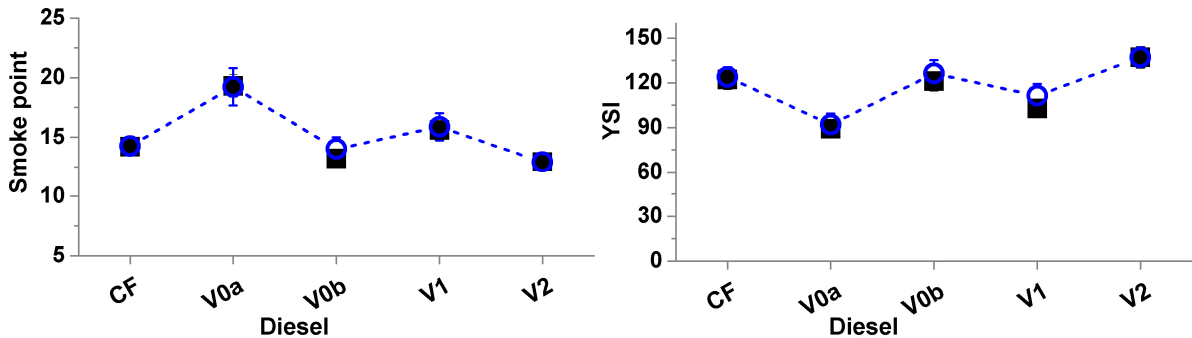 25
20
15
10
5
Smoke point
CF
V0a
V0b
V1
V2
Diesel
150
120
90
60
30
0
YSI
CF
V0a
V0b
V1
V2
Diesel